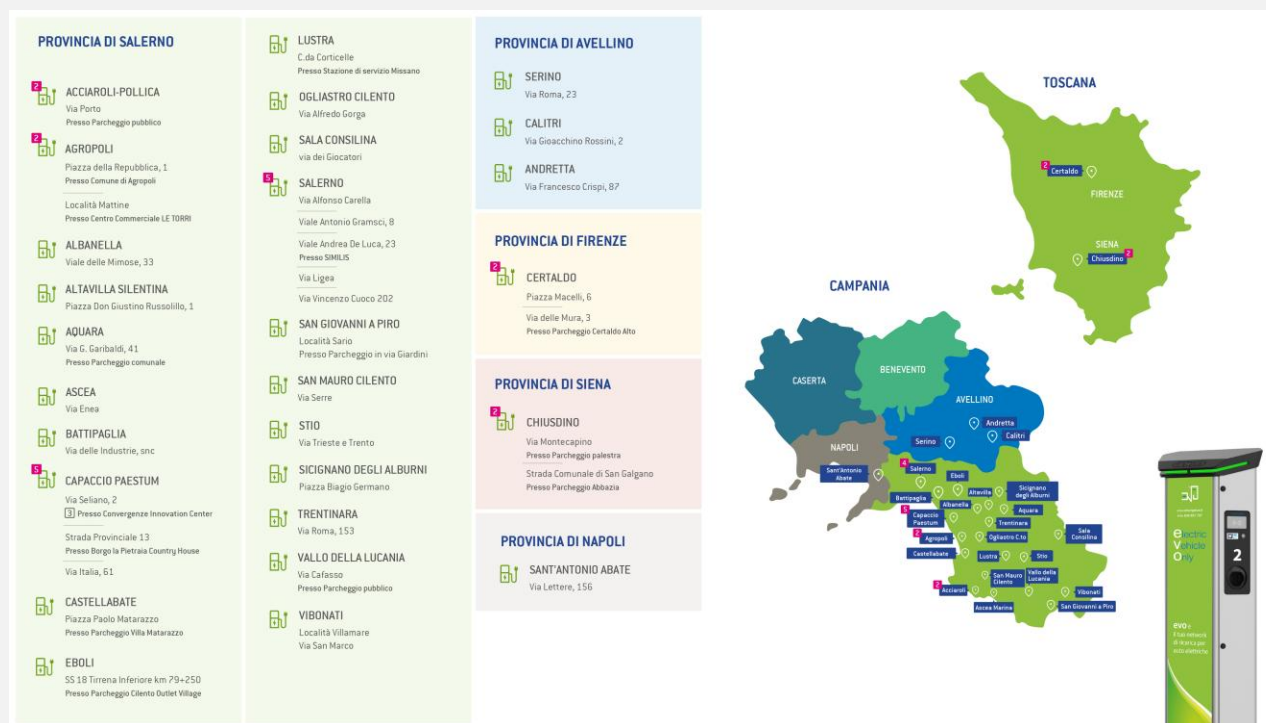 PROVINCIA DI SALERNO
2
ACCIAROLI-POLLICA
Via Porto
Presso Parcheggio pubblico
2
AGROPOLI
Piazza della Repubblica, 1
Presso Comune di Agropoli
Località Mattine
Presso Centro Commerciale LE TORRI
ALBANELLA
Viale delle Mimose, 33
ALTAVILLA SILENTINA
Piazza Don Giustino Russolillo, 1
AQUARA
Via G. Garibaldi, 41
Presso Parcheggio comunale
ASCEA
Via Enea
BATTIPAGLIA
Via delle Industrie, snc
5
CAPACCIO PAESTUM
Via Seliano, 2
3 Presso Convergenze Innovation Center
Strada Provinciale 13
Presso Borgo la Pietraia Country House
Via Italia, 61
CASTELLABATE
Piazza Paolo Matarazzo
Presso Parcheggio Villa Matarazzo
EBOLI
SS 18 Tirrena Inferiore km 79+250
Presso Parcheggio Cilento Outlet Village
LUSTRA
C.da Corticelle
Presso Stazione di servizio Missano
OGLIASTRO CILENTO
Via Alfredo Gorga
SALA CONSILINA
via dei Giocatori
5
SALERNO
Via Alfonso Carella
Viale Antonio Gramsci, 8
Viale Andrea De Luca, 23
Presso SIMILIS
Via Ligea
Via Vincenzo Cuoco 202
SAN GIOVANNI A PIRO
Località Sario
Presso Parcheggio in via Giardini
SAN MAURO CILENTO
Via Serre
STIO
Via Trieste e Trento
SICIGNANO DEGLI ALBURNI
Piazza Biagio Germano
TRENTINARA
Via Roma, 153
VALLO DELLA LUCANIA
Via Cafasso
Presso Parcheggio pubblico
VIBONATI
Località Villamare
Via San Marco
PROVINCIA DI AVELLINO
SERINO
Via Roma, 23
CALITRI
Via Gioacchino Rossini, 2
ANDRETTA
Via Francesco Crispi, 87
PROVINCIA DI FIRENZE
2
CERTALDO
Piazza Macelli, 6
Via delle Mura, 3
Presso Parcheggio Certaldo Alto
PROVINCIA DI SIENA
2
CHIUSDINO
Via Montecapino
Presso Parcheggio palestra
Strada Comunale di San Galgano
Presso Parcheggio Abbazia
PROVINCIA DI NAPOLI
SANT'ANTONIO ABATE
Via Lettere, 156
TOSCANA
2
Certaldo
FIRENZE
SIENA
Chiusdino
2
CAMPANIA
CASERTA
BENEVENTO
AVELLINO
NAPOLI
Andretta
Serino
Calitri
Sant'Antonio
Abate
4
Salerno
Eboli
Battipaglia
Altavilla
Sicignano
degli Alburni
Albanella
Aquara
5
Capaccio
Paestum
Trentinara
2
Agropoli
Ogliastro C.to
Sala
Consilina
Castellabate
Lustra
Stio
San Mauro
Cilento
Vallo della
Lucania
2
Acciaroli
Ascea Marina
Vibonati
San Giovanni a Piro
Electric
Vehicle
Only
2
evo è
il tuo network
di ricarica per
auto elettriche